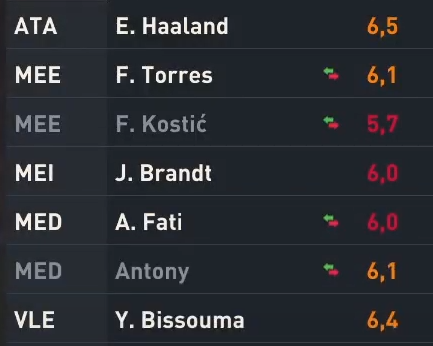 ATA E. Haaland 6,5
MEE F. Torres 6,1
MEE F. Kostić 5,7
MEI J. Brandt 6,0
MED A. Fati 6,0
MED Antony 6,1
VLE Y. Bissouma 6,4